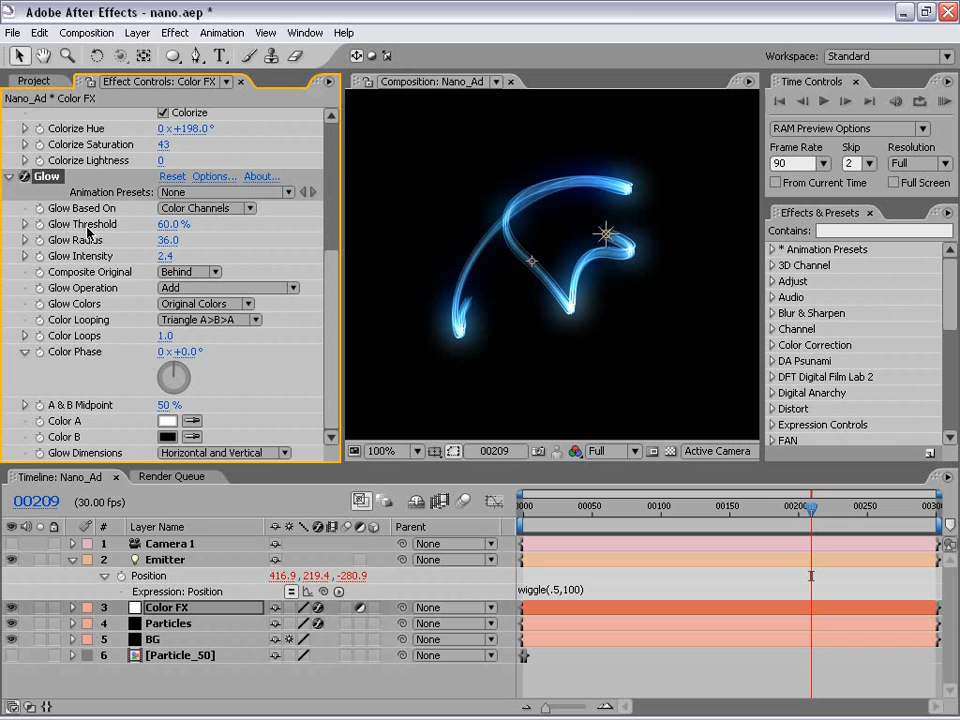 Adobe After Effects - nano.aep *
File Edit Composition Layer Effect Animation View Window Help
Workspace: Standard
Project Effect Controls: Color FX
Composition: Nano_Ad
Time Controls
Nano_Ad * Color FX
Colorize
Colorize Hue 0 x +198.0°
Colorize Saturation 43
Colorize Lightness 0
Glow Reset Options... About...
Animation Presets: None
Glow Based On Color Channels
Glow Threshold 60.0 %
Glow Radius 36.0
Glow Intensity 2.4
Composite Original Behind
Glow Operation Add
Glow Colors Original Colors
Color Looping Triangle A>B>A
Color Loops 1.0
Color Phase 0 x +0.0°
A & B Midpoint 50 %
Color A
Color B
Glow Dimensions Horizontal and Vertical
100% 00209 Full Active Camera
RAM Preview Options
Frame Rate Skip Resolution
90 2 Full
From Current Time Full Screen
Effects & Presets
Contains:
* Animation Presets
3D Channel
Adjust
Audio
Blur & Sharpen
Channel
Color Correction
DA Psunami
DFT Digital Film Lab 2
Digital Anarchy
Distort
Expression Controls
FAN
Timeline: Nano_Ad Render Queue
00209 (30.00 fps)
0000 00050 00100 00150 00200 00250 0030
# Layer Name Parent
1 Camera 1 None
2 Emitter None
Position 416.9, 219.4, -280.9
Expression: Position wiggle(.5,100)
3 Color FX None
4 Particles None
5 BG None
6 [Particle_50] None